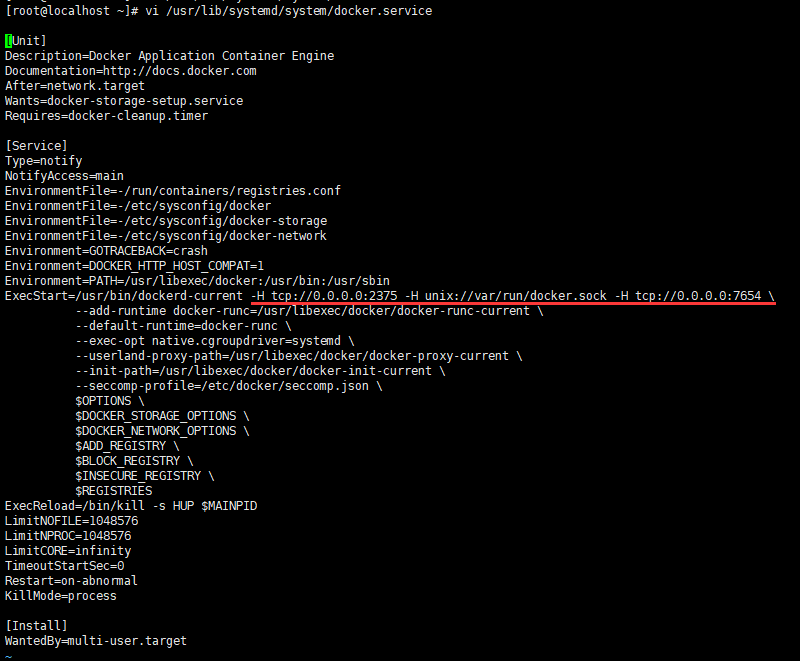 [root@localhost ~]# vi /usr/lib/systemd/system/docker.service
[Unit]
Description=Docker Application Container Engine
Documentation=http://docs.docker.com
After=network.target
Wants=docker-storage-setup.service
Requires=docker-cleanup.timer
[Service]
Type=notify
NotifyAccess=main
EnvironmentFile=-/run/containers/registries.conf
EnvironmentFile=-/etc/sysconfig/docker
EnvironmentFile=-/etc/sysconfig/docker-storage
EnvironmentFile=-/etc/sysconfig/docker-network
Environment=GOTRACEBACK=crash
Environment=DOCKER_HTTP_HOST_COMPAT=1
Environment=PATH=/usr/libexec/docker:/usr/bin:/usr/sbin
ExecStart=/usr/bin/dockerd-current -H tcp://0.0.0.0:2375 -H unix://var/run/docker.sock -H tcp://0.0.0.0:7654 \
--add-runtime docker-runc=/usr/libexec/docker/docker-runc-current \
--default-runtime=docker-runc \
--exec-opt native.cgroupdriver=systemd \
--userland-proxy-path=/usr/libexec/docker/docker-proxy-current \
--init-path=/usr/libexec/docker/docker-init-current \
--seccomp-profile=/etc/docker/seccomp.json \
$OPTIONS \
$DOCKER_STORAGE_OPTIONS \
$DOCKER_NETWORK_OPTIONS \
$ADD_REGISTRY \
$BLOCK_REGISTRY \
$INSECURE_REGISTRY \
$REGISTRIES
ExecReload=/bin/kill -s HUP $MAINPID
LimitNOFILE=1048576
LimitNPROC=1048576
LimitCORE=infinity
TimeoutStartSec=0
Restart=on-abnormal
KillMode=process
[Install]
WantedBy=multi-user.target
~